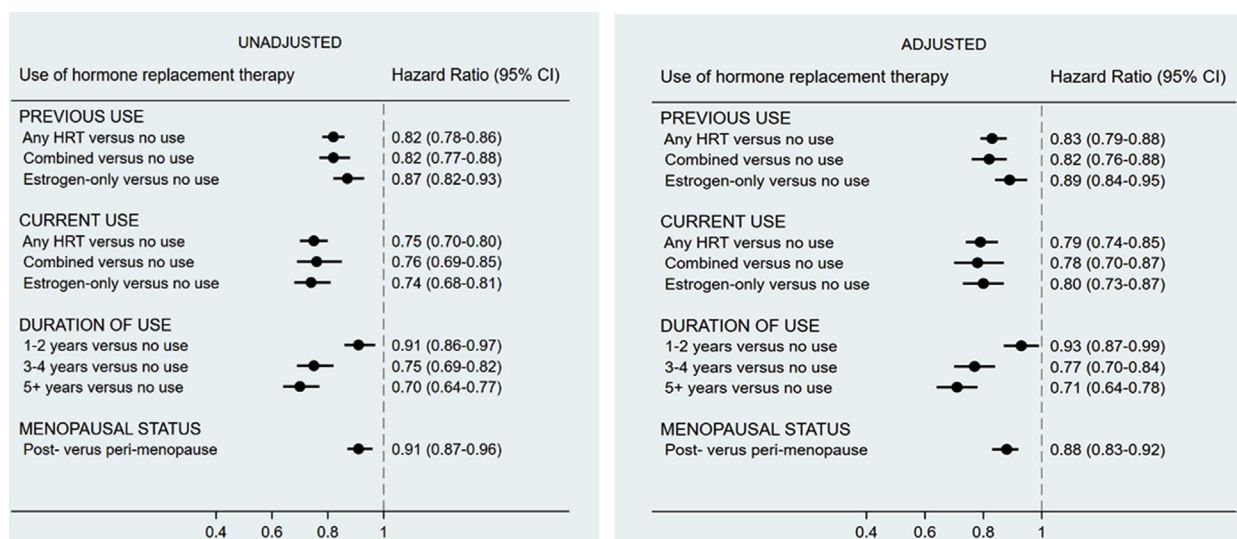 UNADJUSTED
Use of hormone replacement therapy Hazard Ratio (95% CI)
PREVIOUS USE
Any HRT versus no use 0.82 (0.78-0.86)
Combined versus no use 0.82 (0.77-0.88)
Estrogen-only versus no use 0.87 (0.82-0.93)
CURRENT USE
Any HRT versus no use 0.75 (0.70-0.80)
Combined versus no use 0.76 (0.69-0.85)
Estrogen-only versus no use 0.74 (0.68-0.81)
DURATION OF USE
1-2 years versus no use 0.91 (0.86-0.97)
3-4 years versus no use 0.75 (0.69-0.82)
5+ years versus no use 0.70 (0.64-0.77)
MENOPAUSAL STATUS
Post- verus peri-menopause 0.91 (0.87-0.96)
0.4 0.6 0.8 1
ADJUSTED
Use of hormone replacement therapy Hazard Ratio (95% CI)
PREVIOUS USE
Any HRT versus no use 0.83 (0.79-0.88)
Combined versus no use 0.82 (0.76-0.88)
Estrogen-only versus no use 0.89 (0.84-0.95)
CURRENT USE
Any HRT versus no use 0.79 (0.74-0.85)
Combined versus no use 0.78 (0.70-0.87)
Estrogen-only versus no use 0.80 (0.73-0.87)
DURATION OF USE
1-2 years versus no use 0.93 (0.87-0.99)
3-4 years versus no use 0.77 (0.70-0.84)
5+ years versus no use 0.71 (0.64-0.78)
MENOPAUSAL STATUS
Post- verus peri-menopause 0.88 (0.83-0.92)
0.4 0.6 0.8 1